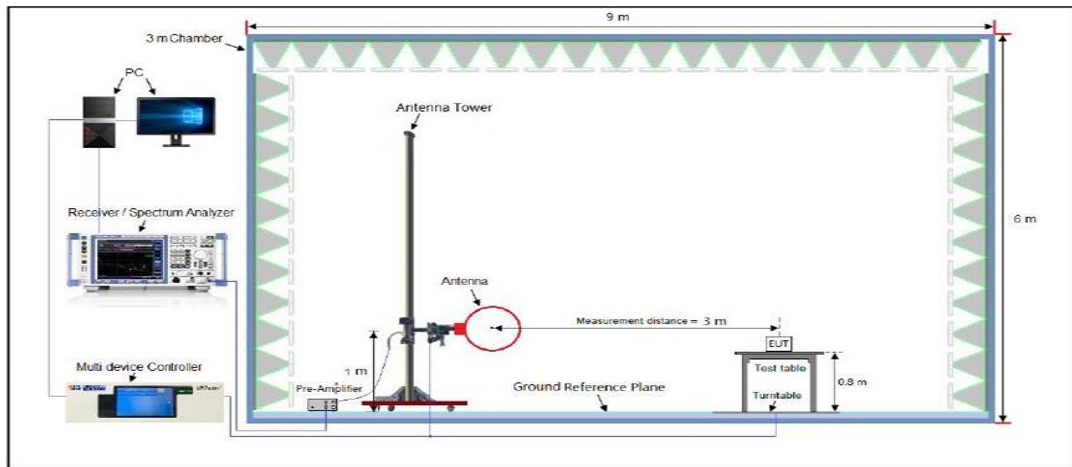 9 m
3 m Chamber
PC
Antenna Tower
Receiver / Spectrum Analyzer
6 m
Antenna
Measurement distance = 3 m
EUT
Multi device Controller
1 m
Pre-Amplifier
Ground Reference Plane
Test table
0.8 m
Turntable